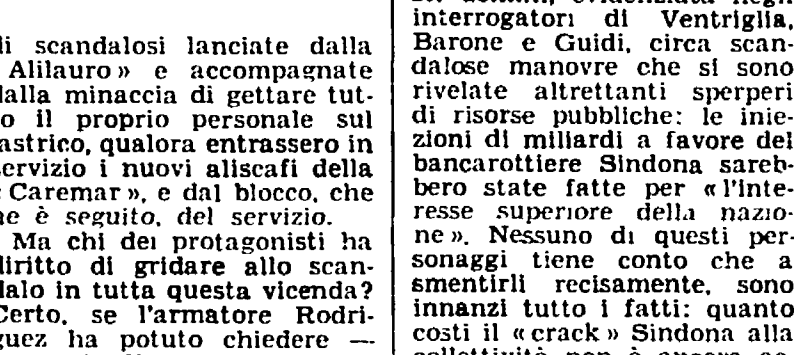 scandalosi lanciate dalla
Alilauro» e accompagnate
dalla minaccia di gettare tut-
il proprio personale sul
lastrico, qualora entrassero in
servizio i nuovi aliscafi della
« Caremar », e dal blocco, che
ne è seguito, del servizio.
Ma chi dei protagonisti ha
diritto di gridare allo scan-
dalo in tutta questa vicenda?
Certo, se l'armatore Rodri-
guez ha potuto chiedere —
interrogatori di Ventriglia,
Barone e Guidi, circa scan-
dalose manovre che si sono
rivelate altrettanti sperperi
di risorse pubbliche: le inie-
zioni di miliardi a favore del
bancarottiere Sindona sareb-
bero state fatte per «l'inte-
resse superiore della nazio-
ne». Nessuno di questi per-
sonaggi tiene conto che a
smentirli recisamente, sono
innanzi tutto i fatti: quanto
costi il «crack» Sindona alla